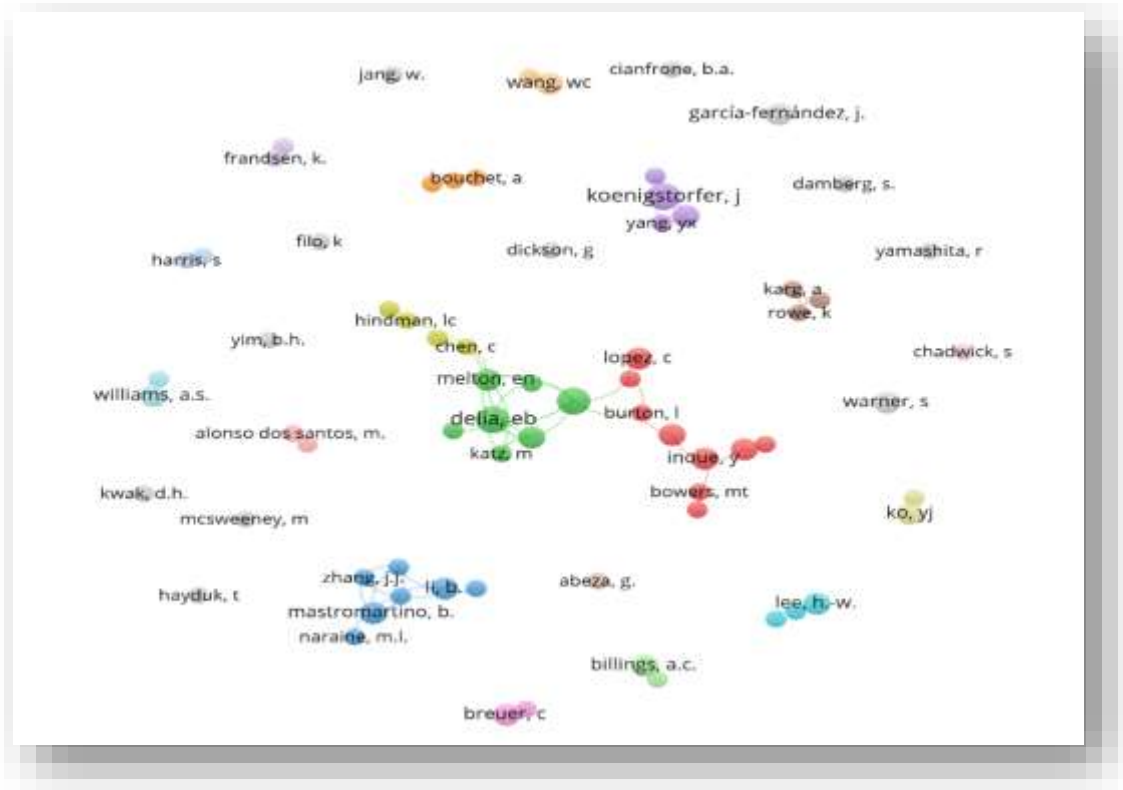 cianfrone, b.a.
jang, w.
wang, wc
garcía-fernández, j.
frandsen, k.
bouchet, a
damberg, s.
koenigstorfer, j
yang, yx
filo, k
dickson, g
yamashita, r
harris, s
karg, a
rowe, k
hindman, lc
yim, b.h.
chen, c
chadwick, s
lopez, c
melton, en
williams, a.s.
warner, s
burton, l
delia, eb
alonso dos santos, m.
katz, m
inoue, y
bowers, mt
kwak, d.h.
ko, yj
mcsweeney, m
zhang, j.j.
abeza, g.
li, b.
hayduk, t
lee, h.-w.
mastromartino, b.
naraine, m.l.
billings, a.c.
breuer, c